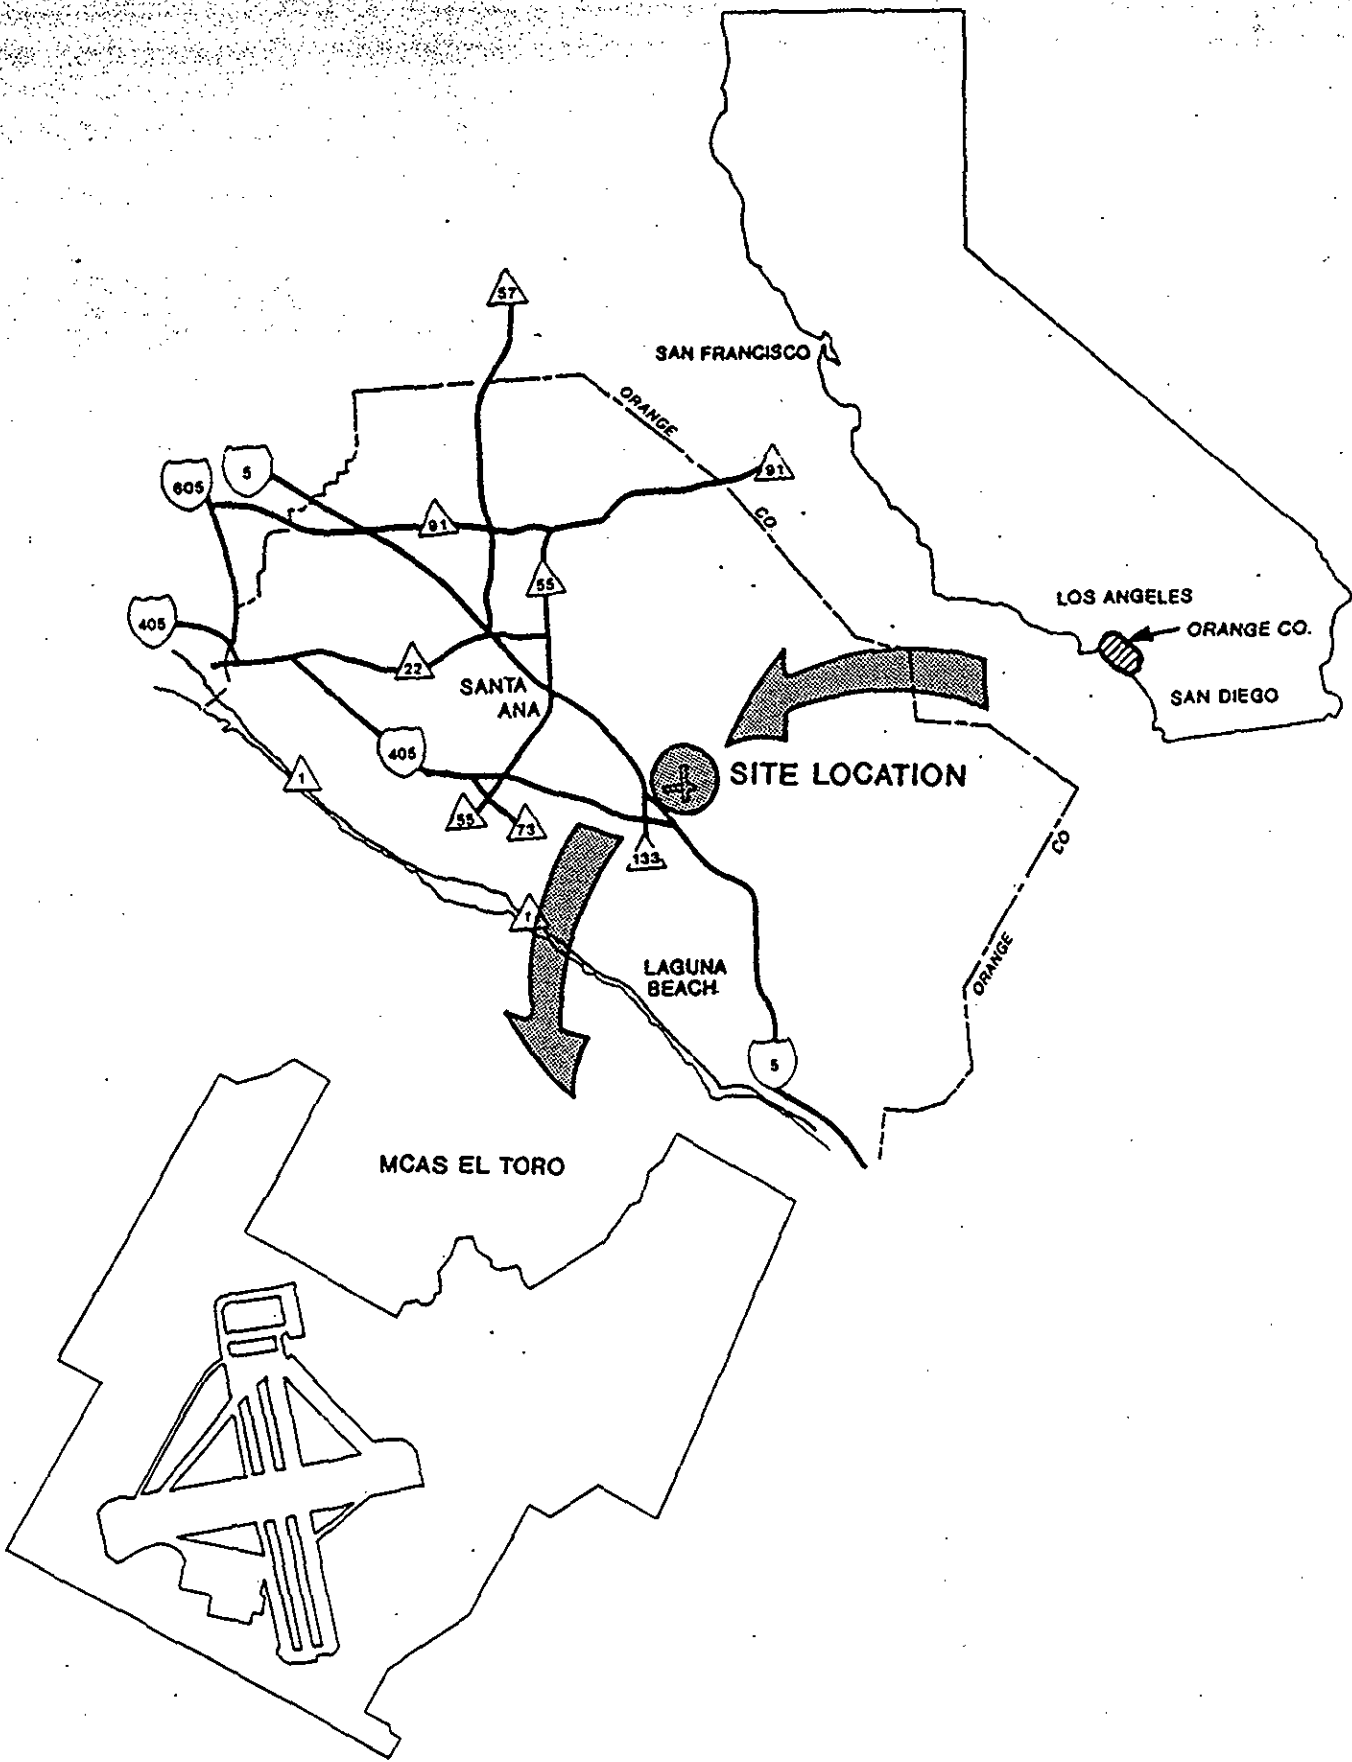 57
SAN FRANCISCO
ORANGE
CO.
5
605
91
91
55
405
22
LOS ANGELES
ORANGE CO.
SAN DIEGO
SANTA
ANA
405
1
SITE LOCATION
55
73
133
1
CO
ORANGE
LAGUNA
BEACH
5
MCAS EL TORO